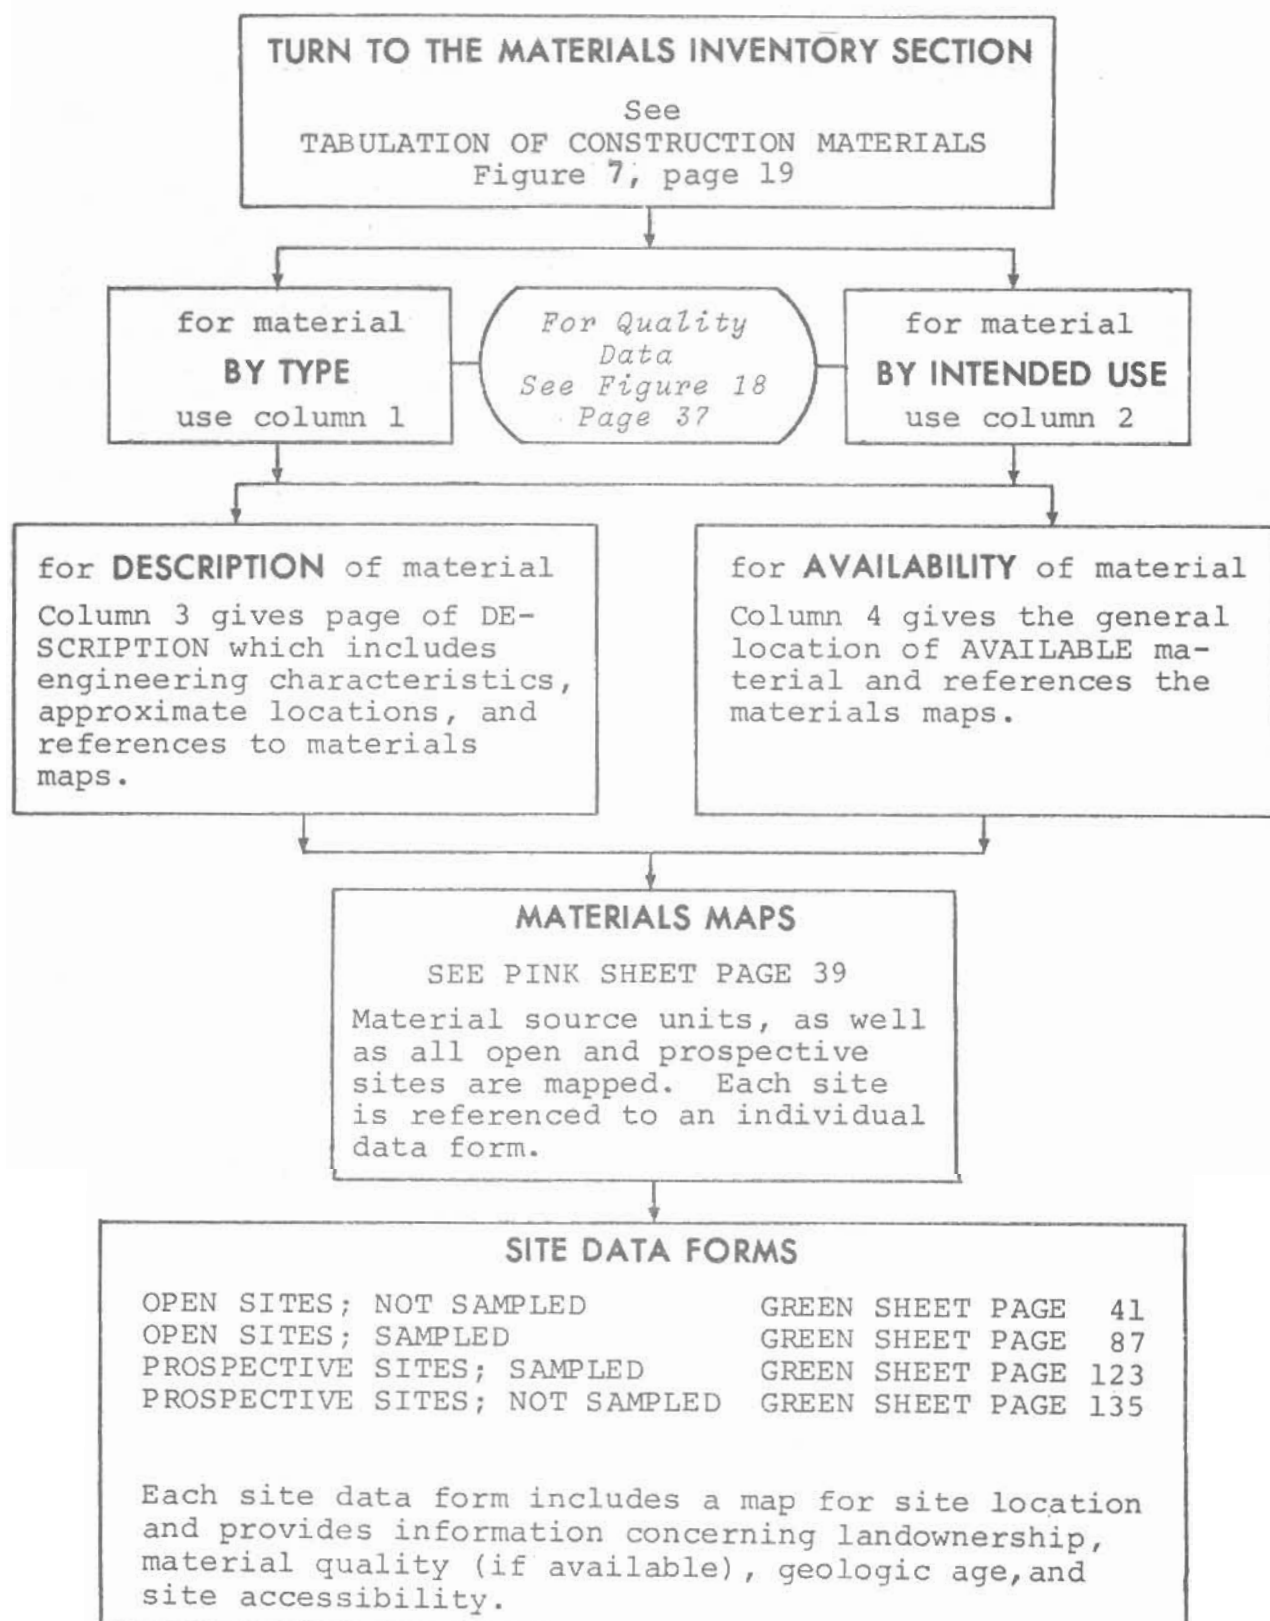 TURN TO THE MATERIALS INVENTORY SECTION
See
TABULATION OF CONSTRUCTION MATERIALS
Figure 7, page 19
for material
BY TYPE
use column 1
For Quality
Data
See Figure 18
Page 37
for material
BY INTENDED USE
use column 2
for DESCRIPTION of material
Column 3 gives page of DE-
SCRIPTION which includes
engineering characteristics,
approximate locations, and
references to materials
maps.
for AVAILABILITY of material
Column 4 gives the general
location of AVAILABLE ma-
terial and references the
materials maps.
MATERIALS MAPS
SEE PINK SHEET PAGE 39
Material source units, as well
as all open and prospective
sites are mapped. Each site
is referenced to an individual
data form.
SITE DATA FORMS
OPEN SITES; NOT SAMPLED GREEN SHEET PAGE 41
OPEN SITES; SAMPLED GREEN SHEET PAGE 87
PROSPECTIVE SITES; SAMPLED GREEN SHEET PAGE 123
PROSPECTIVE SITES; NOT SAMPLED GREEN SHEET PAGE 135
Each site data form includes a map for site location
and provides information concerning landownership,
material quality (if available), geologic age,and
site accessibility.